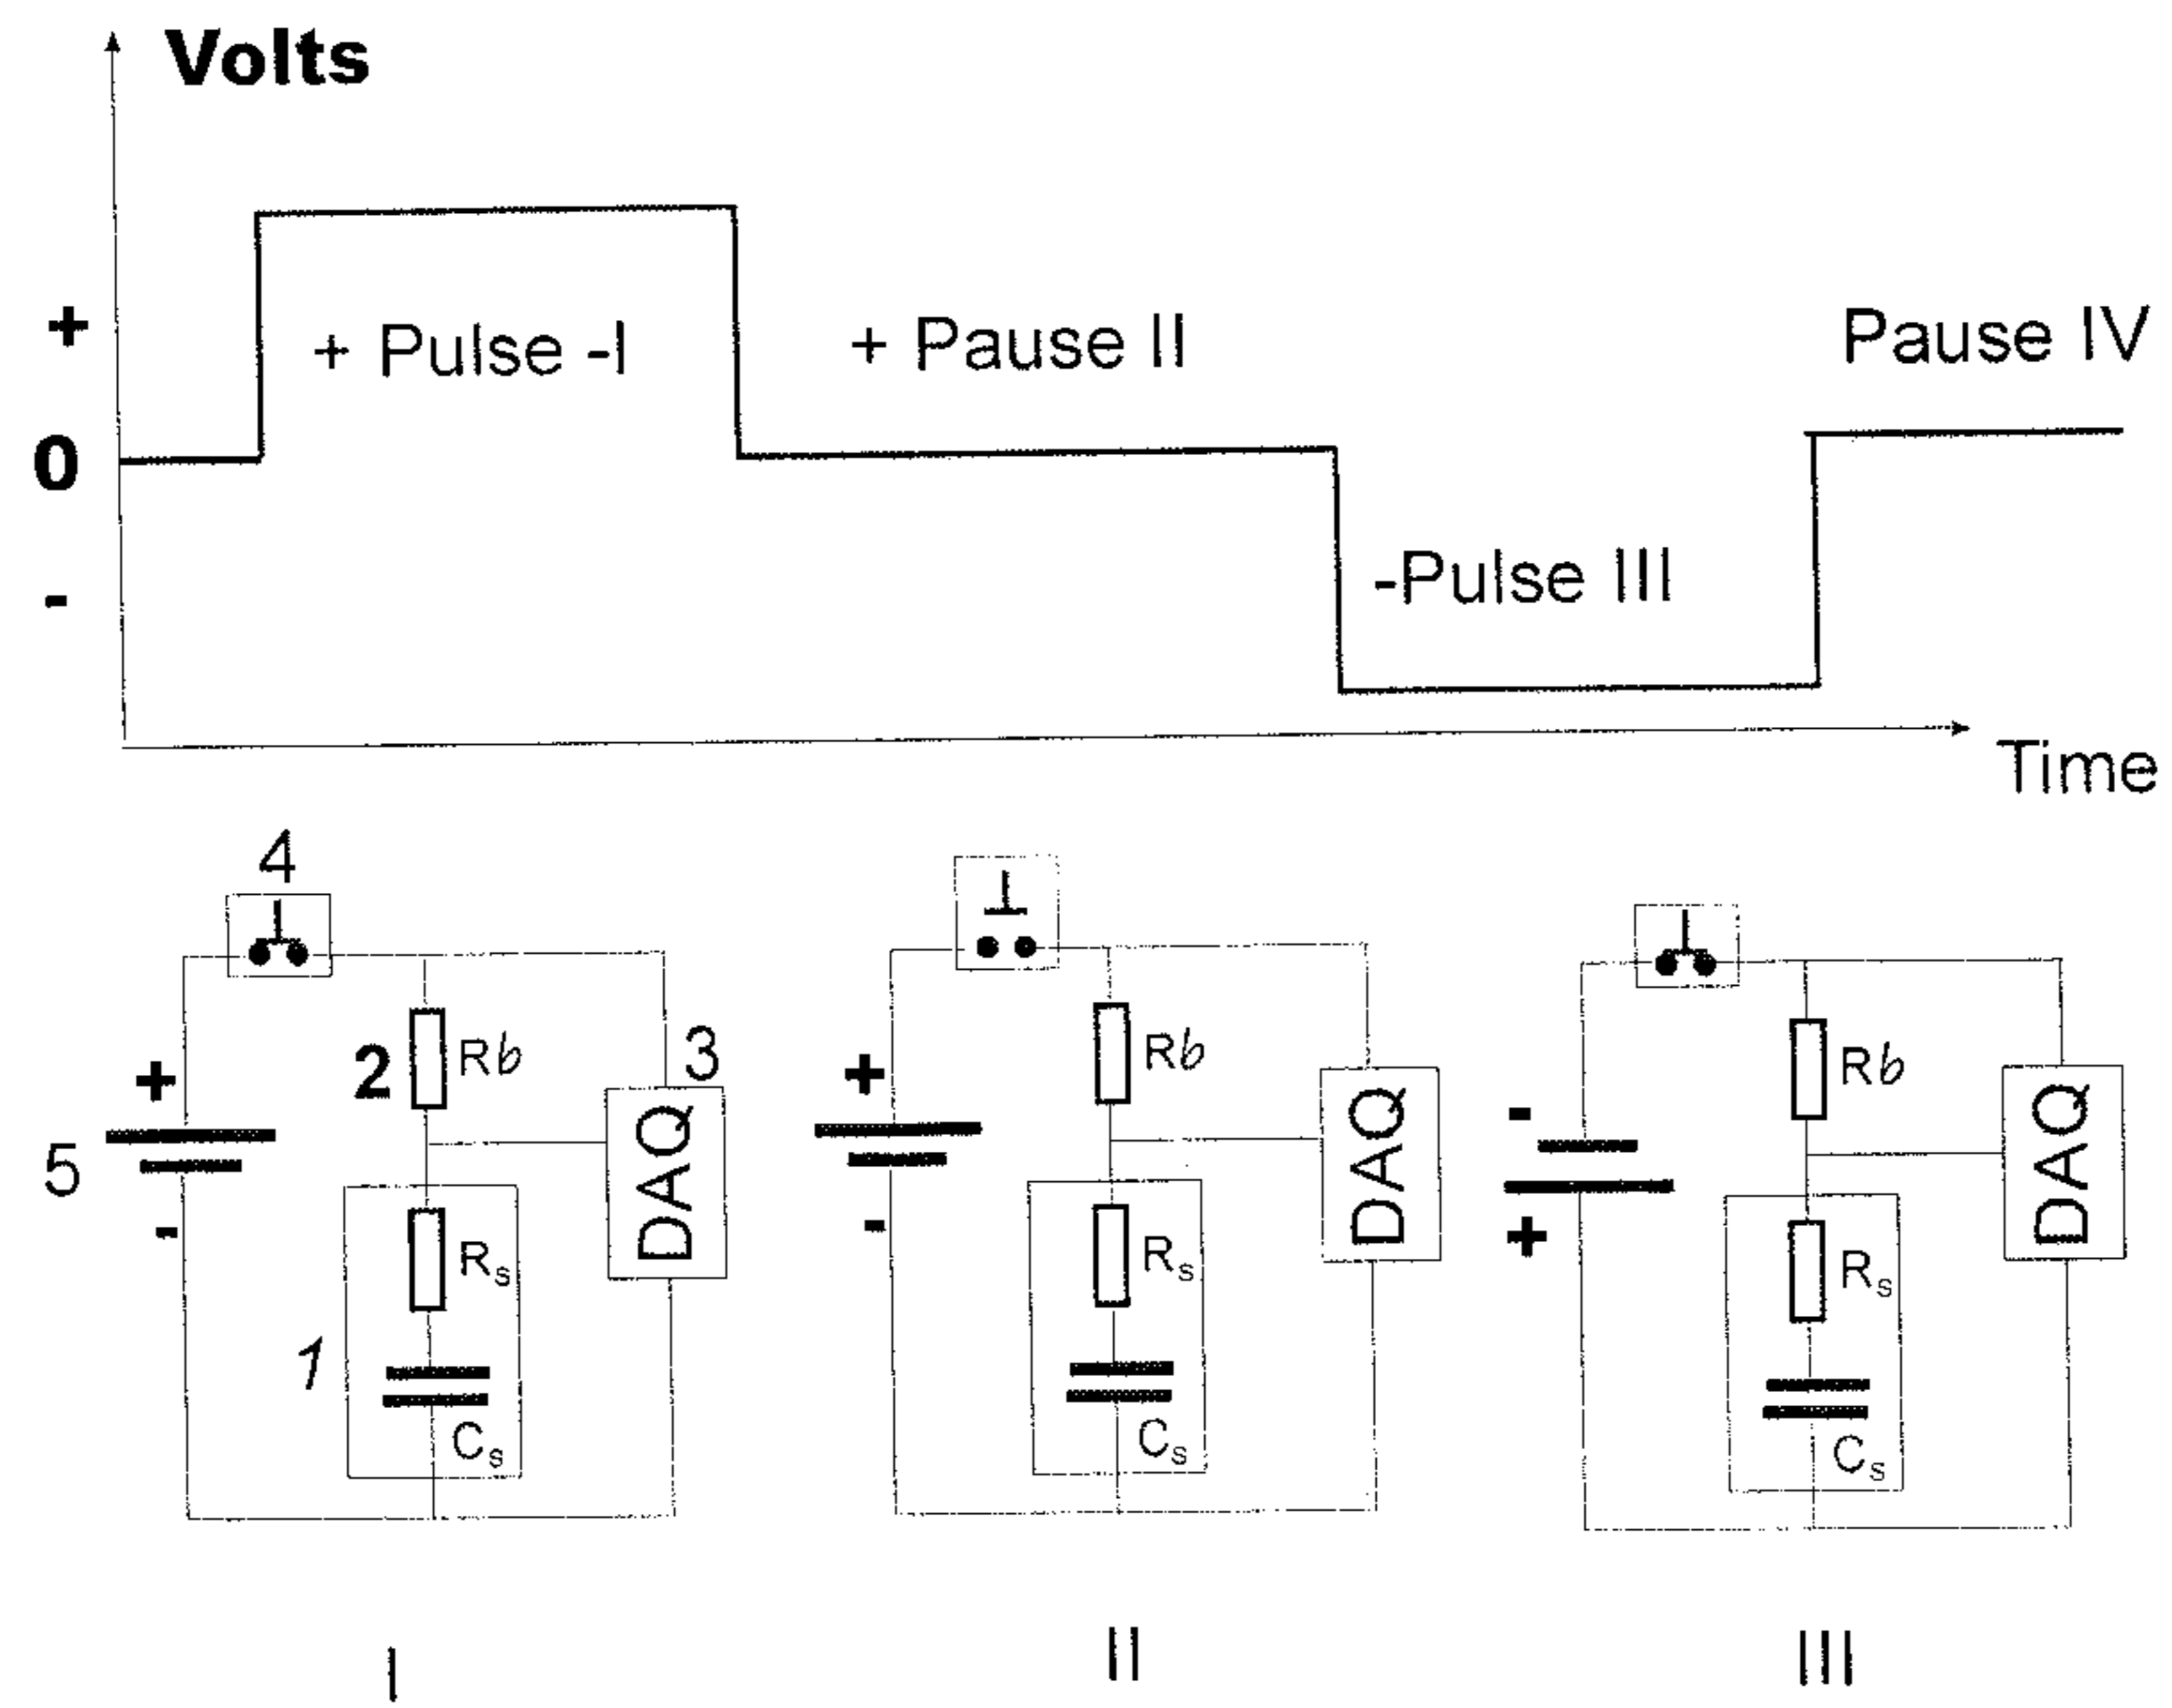 Volts
+
+ Pulse -I
+ Pause II
Pause IV
0
-
-Pulse III
Time
4
2
Rb
3
+
5
-
DAQ
Rs
1
Cs
I
+
-
Rb
DAQ
Rs
Cs
II
-
+
Rb
DAQ
Rs
Cs
III